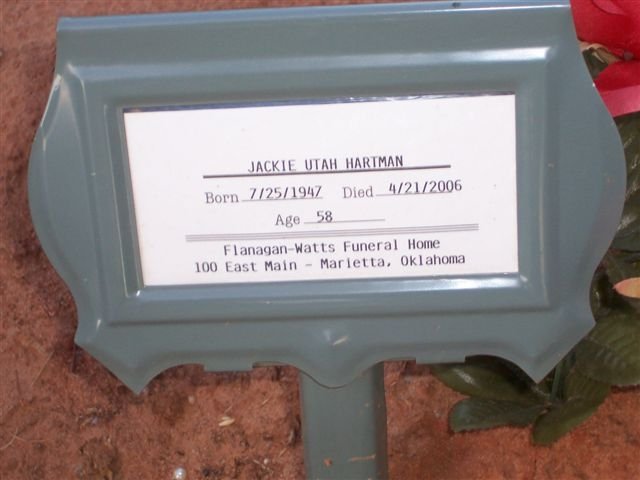 JACKIE UTAH HARTMAN
Born 7/25/1947 Died 4/21/2006
Age 58
Flanagan-Watts Funeral Home
100 East Main - Marietta, Oklahoma